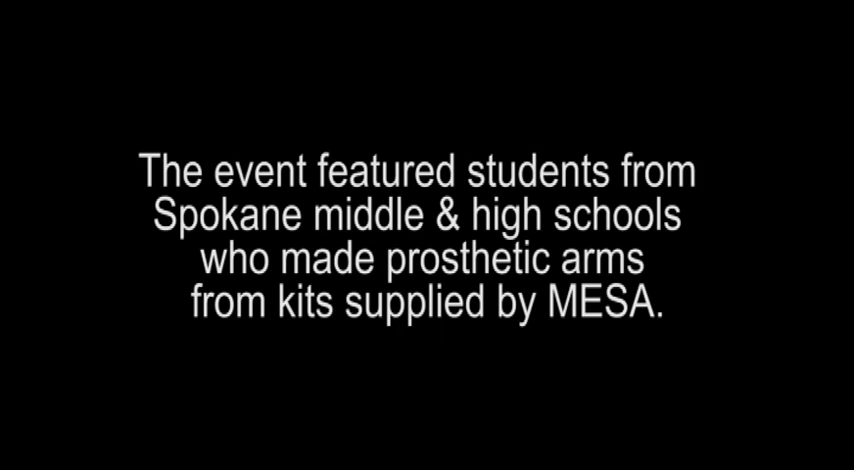 The event featured students from
Spokane middle & high schools
who made prosthetic arms
from kits supplied by MESA.